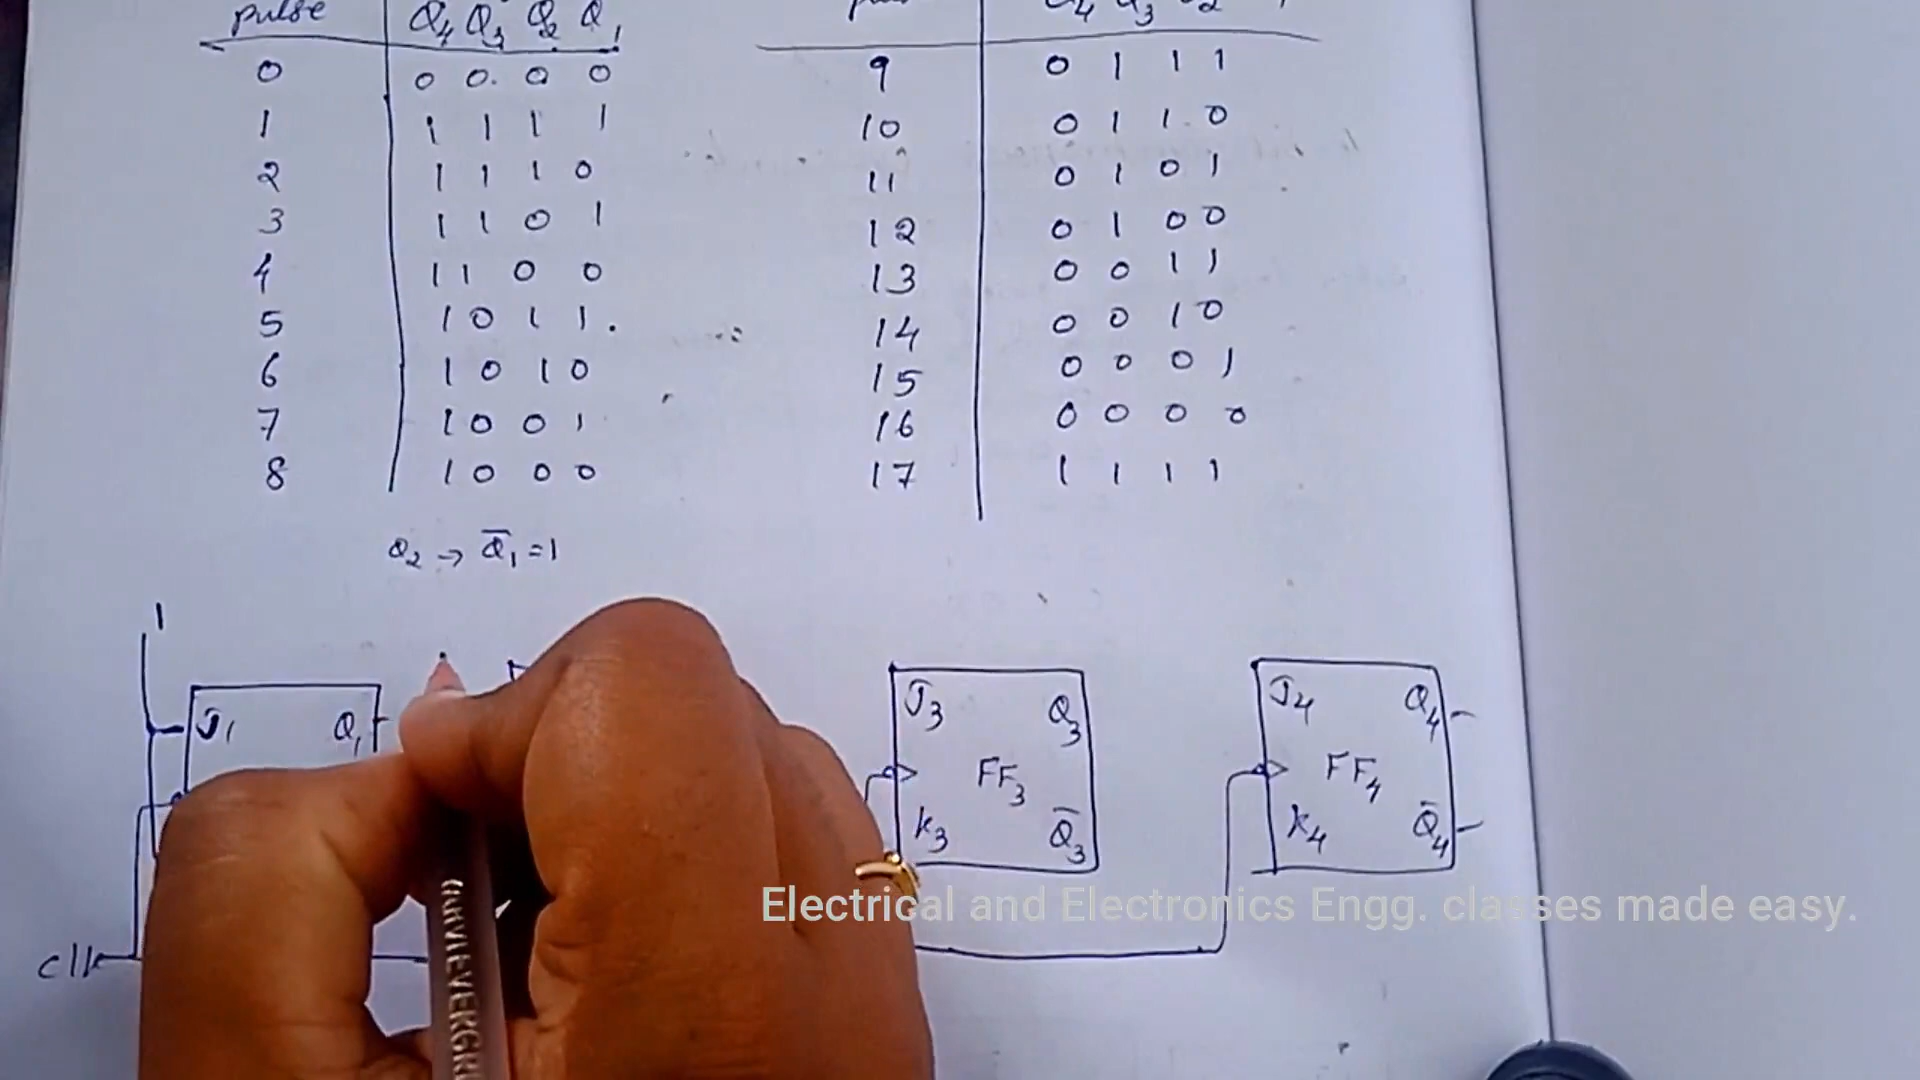 pulse Q4 Q3 Q2 Q1
0 0 0 0 0
1 1 1 1 1
2 1 1 1 0
3 1 1 0 1
4 1 1 0 0
5 1 0 1 1
6 1 0 1 0
7 1 0 0 1
8 1 0 0 0
9 0 1 1 1
10 0 1 1 0
11 0 1 0 1
12 0 1 0 0
13 0 0 1 1
14 0 0 1 0
15 0 0 0 1
16 0 0 0 0
17 1 1 1 1
Q2 → Q̅1 = 1
1
J1 Q1
J3 Q3
FF3
K3 Q̅3
J4 Q4
FF4
K4 Q̅4
clk
Electrical and Electronics Engg. classes made easy.